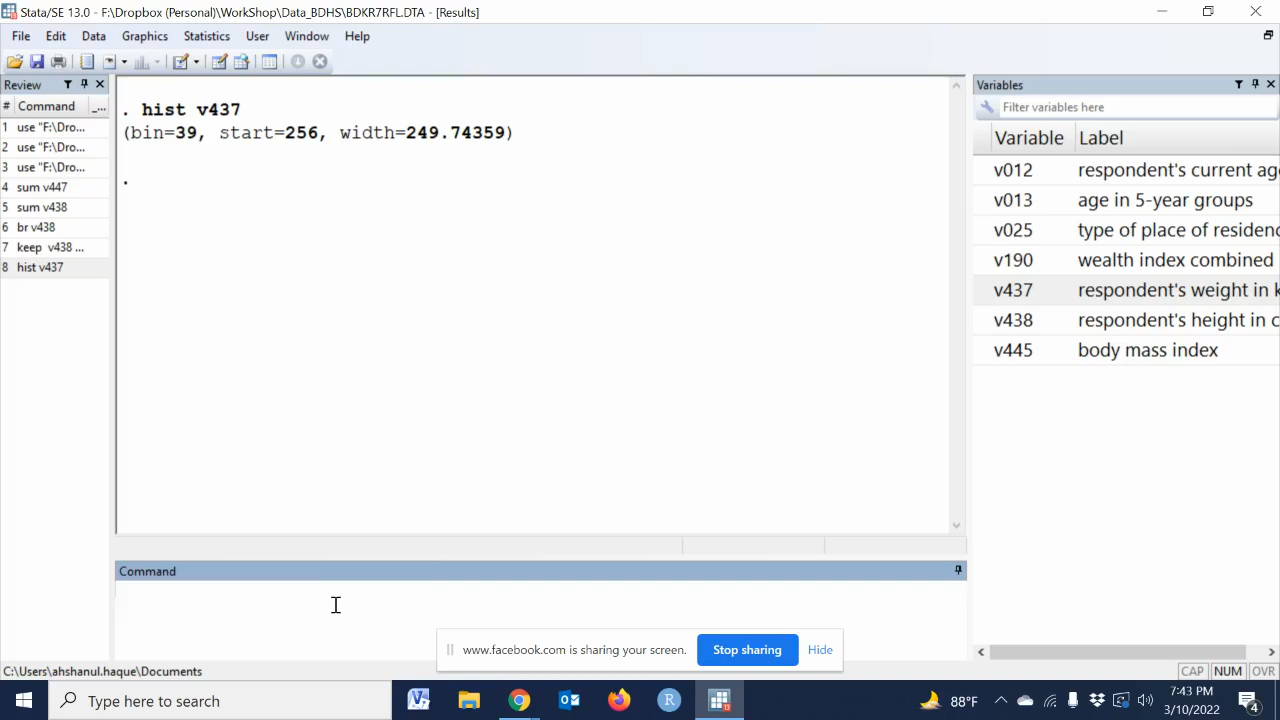 Stata/SE 13.0 - F:\Dropbox (Personal)\WorkShop\Data_BDHS\BDKR7RFL.DTA - [Results]
File Edit Data Graphics Statistics User Window Help
Review
# Command
1 use "F:\Dro...
2 use "F:\Dro...
3 use "F:\Dro...
4 sum v447
5 sum v438
6 br v438
7 keep v438 ...
8 hist v437
. hist v437
(bin=39, start=256, width=249.74359)
.
Variables
Filter variables here
Variable Label
v012 respondent's current ag
v013 age in 5-year groups
v025 type of place of residenc
v190 wealth index combined
v437 respondent's weight in k
v438 respondent's height in c
v445 body mass index
Command
www.facebook.com is sharing your screen. Stop sharing Hide
C:\Users\ahshanul.haque\Documents
CAP NUM OVR
Type here to search
88°F
7:43 PM
3/10/2022
4